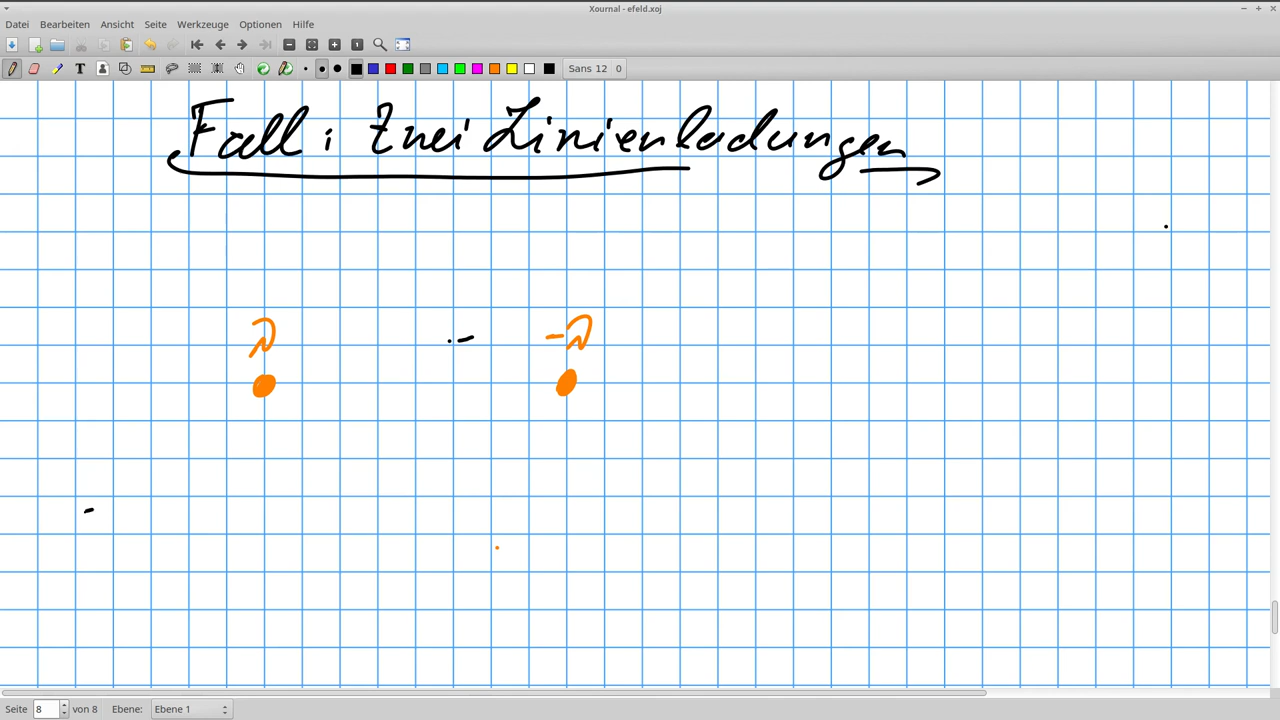 Xournal - efeld.xoj
Datei Bearbeiten Ansicht Seite Werkzeuge Optionen Hilfe
Sans 12 0
Fall: Zwei Linienladungen
λ -λ
Seite 8 von 8 Ebene: Ebene 1